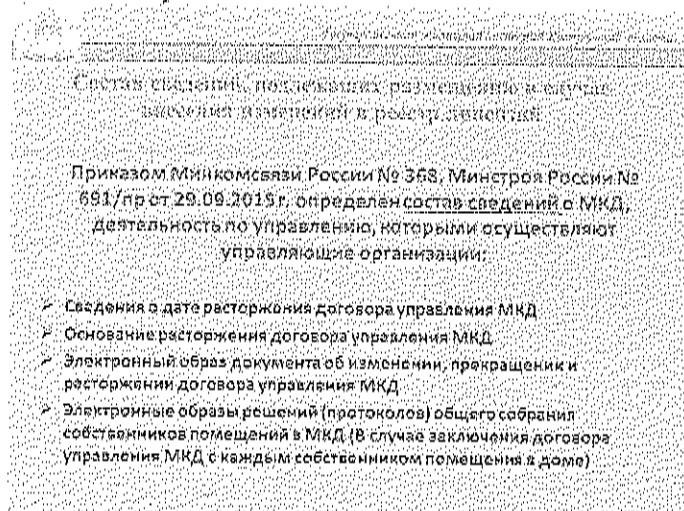 Состав сведений, подлежащих размещению в случае
внесения изменений в реестр лицензий
Приказом Минкомсвязи России № 368, Минстроя России №
691/пр от 29.09.2015г. определен состав сведений о МКД,
деятельность по управлению, которыми осуществляют
управляющие организации:
➢ Сведения о дате расторжения договора управления МКД
➢ Основание расторжения договора управления МКД
➢ Электронный образ документа об изменении, прекращении и
расторжении договора управления МКД
➢ Электронные образы решений (протоколов) общего собрания
собственников помещений в МКД (В случае заключения договора
управления МКД с каждым собственником помещения в доме)